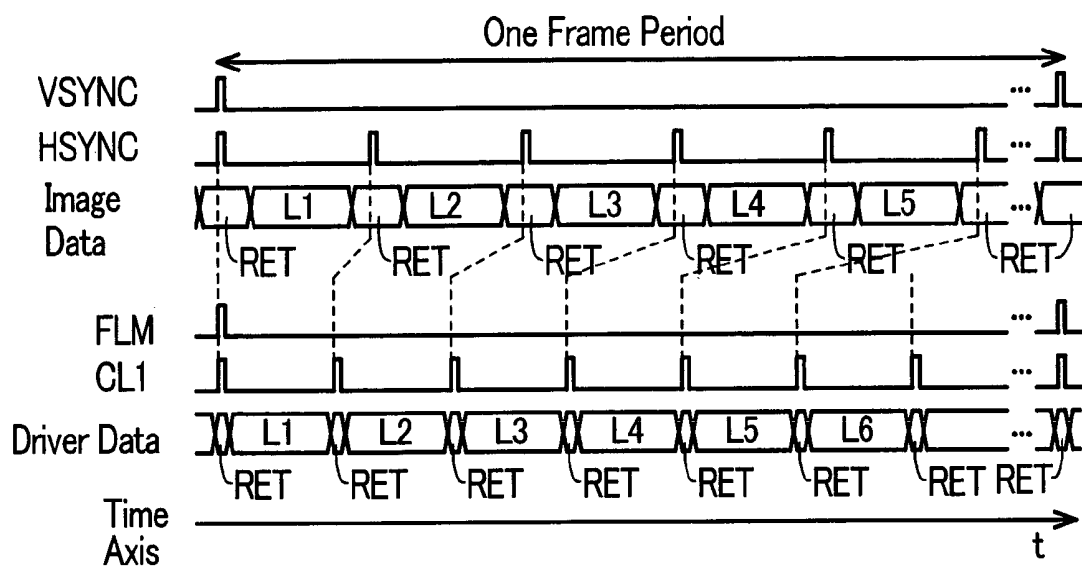 One Frame Period
VSYNC ...
HSYNC ...
Image Data L1 L2 L3 L4 L5 ...
RET RET RET RET RET RET
FLM ...
CL1 ...
Driver Data L1 L2 L3 L4 L5 L6 ...
RET RET RET RET RET RET RET RET
Time
Axis
t